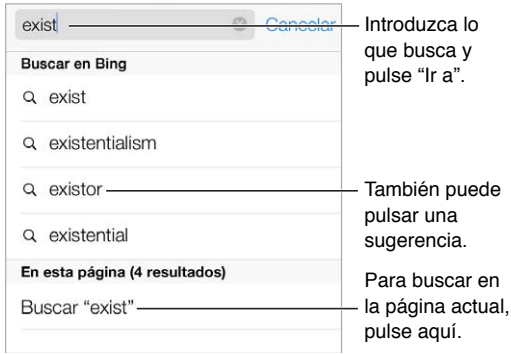 exist Cancelar
Buscar en Bing
exist
existentialism
existor
existential
En esta página (4 resultados)
Buscar “exist”
Introduzca lo
que busca y
pulse “Ir a”.
También puede
pulsar una
sugerencia.
Para buscar en
la página actual,
pulse aquí.